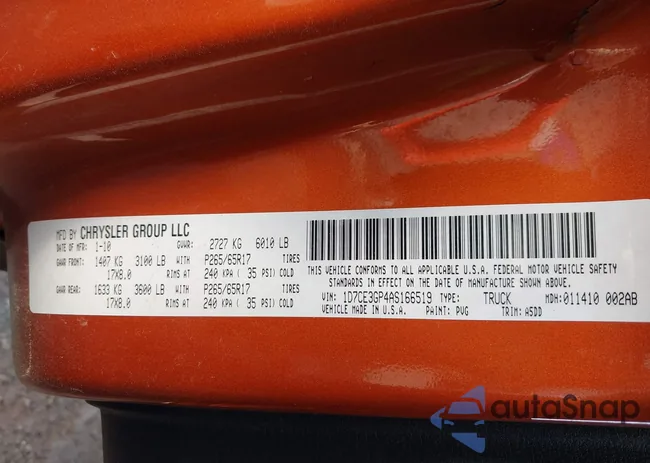 MFD BY CHRYSLER GROUP LLC
DATE OF MFR: 1-10 GVWR: 2727 KG 6010 LB
GAWR FRONT: 1407 KG 3100 LB WITH P265/65R17 TIRES
17X8.0 RIMS AT 240 KPA( 35 PSI) COLD
GAWR REAR: 1633 KG 3600 LB WITH P265/65R17 TIRES
17X8.0 RIMS AT 240 KPA( 35 PSI) COLD
THIS VEHICLE CONFORMS TO ALL APPLICABLE U.S.A. FEDERAL MOTOR VEHICLE SAFETY
STANDARDS IN EFFECT ON THE DATE OF MANUFACTURE SHOWN ABOVE.
VIN: 1D7CE3GP4AS166519 TYPE: TRUCK MDH: 011410 002AB
VEHICLE MADE IN U.S.A. PAINT: PVG TRIM: A5DD
autoSnap